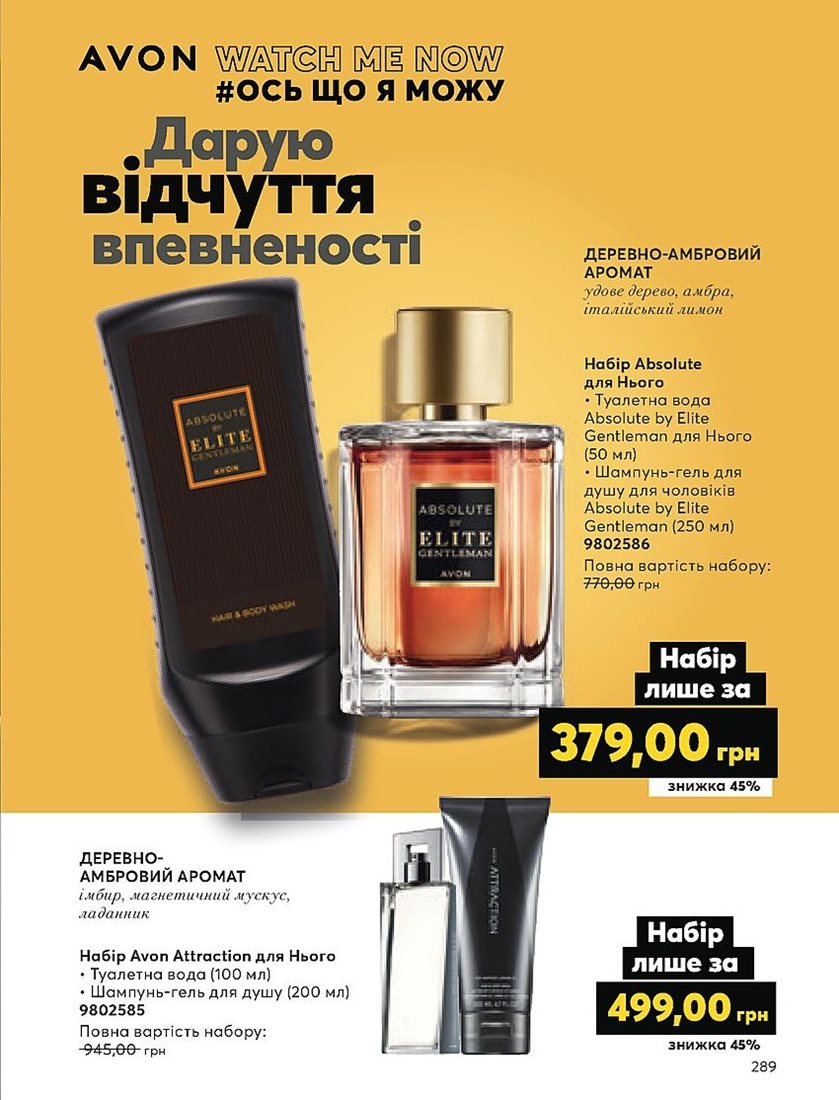 AVON WATCH ME NOW
#ОСЬ ЩО Я МОЖУ
Дарую
відчуття
впевненості
ДЕРЕВНО-АМБРОВИЙ
АРОМАТ
удове дерево, амбра,
італійський лимон
Набір Absolute
для Нього
• Туалетна вода
Absolute by Elite
Gentleman для Нього
(50 мл)
• Шампунь-гель для
душу для чоловіків
Absolute by Elite
Gentleman (250 мл)
9802586
Повна вартість набору:
770,00 грн
ABSOLUTE
BY
ELITE
GENTLEMAN
AVON
HAIR & BODY WASH
ABSOLUTE
BY
ELITE
GENTLEMAN
AVON
Набір
лише за
379,00 грн
знижка 45%
ДЕРЕВНО-
АМБРОВИЙ АРОМАТ
імбир, магнетичний мускус,
ладанник
Набір Avon Attraction для Нього
• Туалетна вода (100 мл)
• Шампунь-гель для душу (200 мл)
9802585
Повна вартість набору:
945,00 грн
ATTRACTION
Набір
лише за
499,00 грн
знижка 45%
289